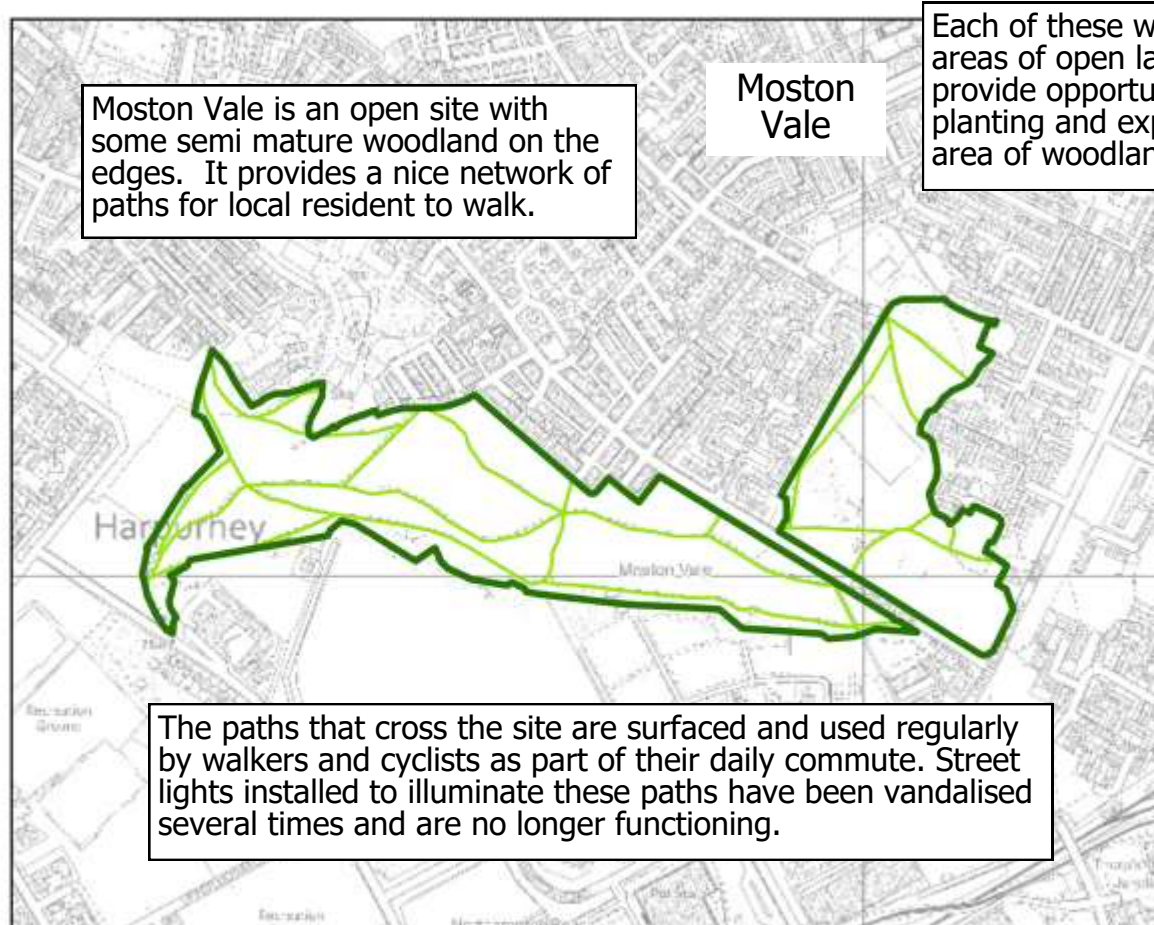 Each of these w
areas of open la
provide opportu
planting and exp
area of woodlan
Moston
Vale
Moston Vale is an open site with
some semi mature woodland on the
edges.  It provides a nice network of
paths for local resident to walk.
Harpurhey
Moston Vale
Recreation
Ground
The paths that cross the site are surfaced and used regularly
by walkers and cyclists as part of their daily commute. Street
lights installed to illuminate these paths have been vandalised
several times and are no longer functioning.
Recreation